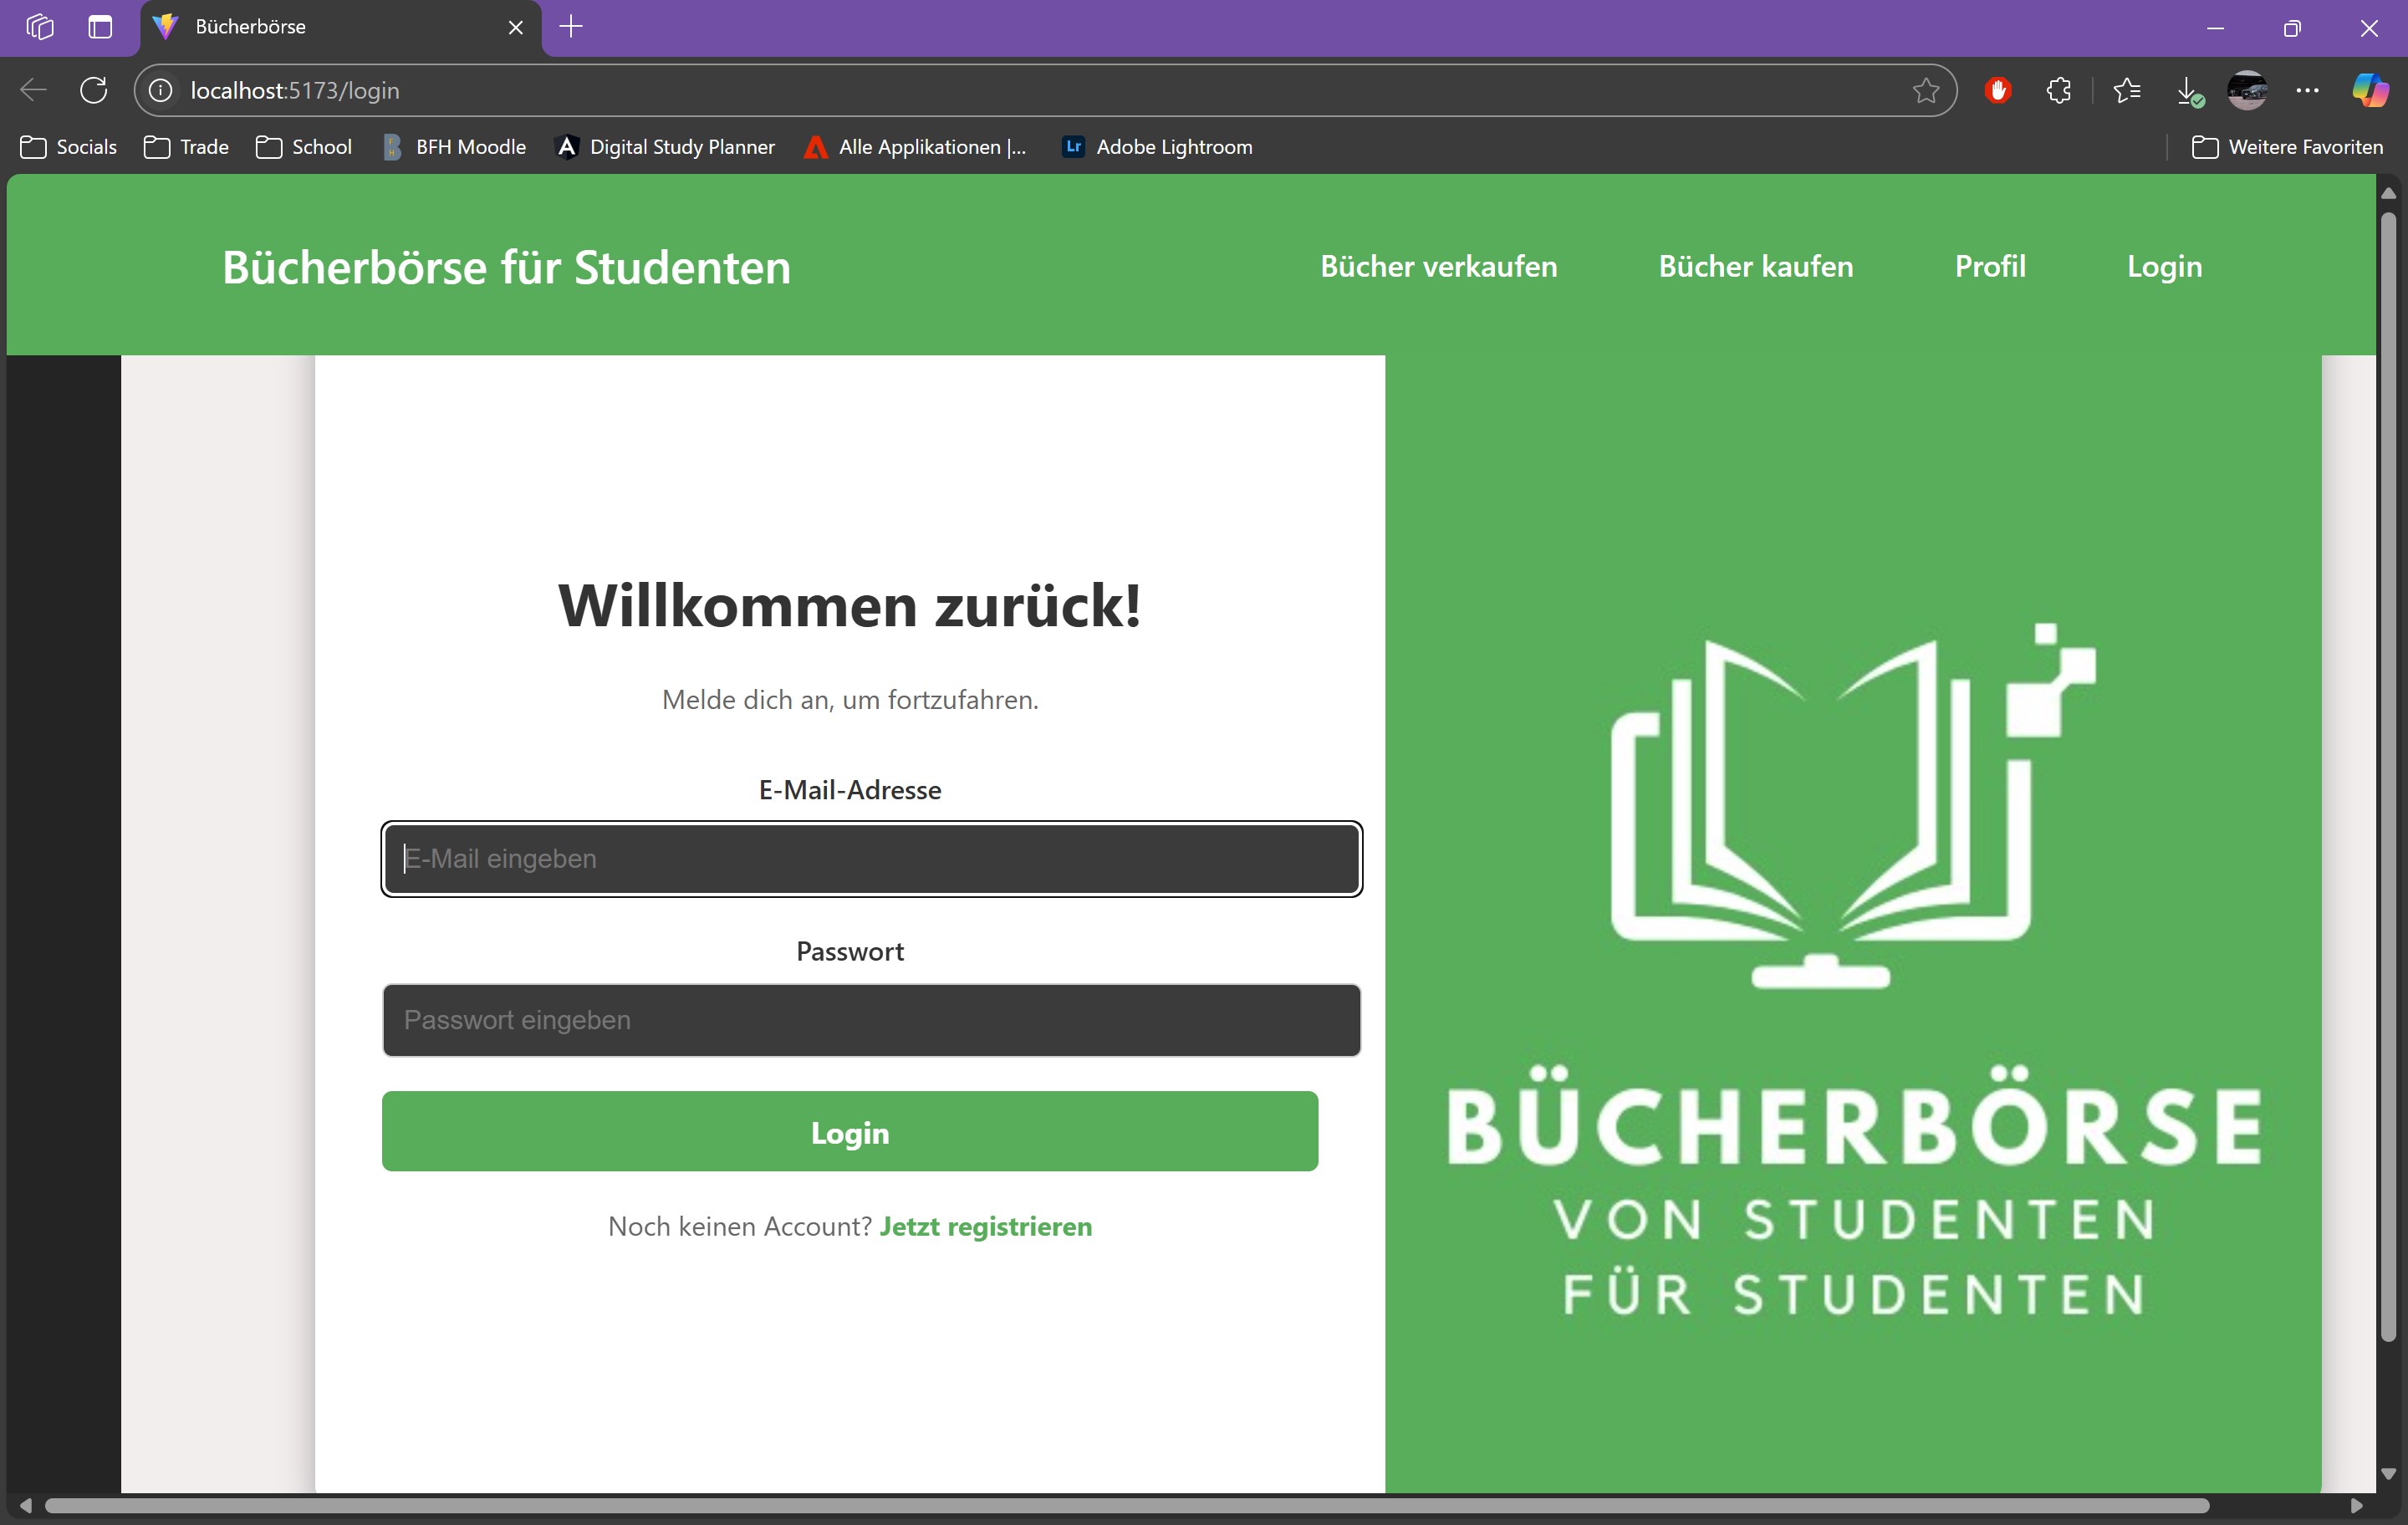 Bücherbörse
localhost:5173/login
Socials
Trade
School
BFH Moodle
Digital Study Planner
Alle Applikationen |...
Lr
Adobe Lightroom
Weitere Favoriten
Bücherbörse für Studenten
Bücher verkaufen
Bücher kaufen
Profil
Login
Willkommen zurück!
Melde dich an, um fortzufahren.
E-Mail-Adresse
E-Mail eingeben
Passwort
Passwort eingeben
Login
Noch keinen Account? Jetzt registrieren
BÜCHERBÖRSE
VON STUDENTEN
FÜR STUDENTEN